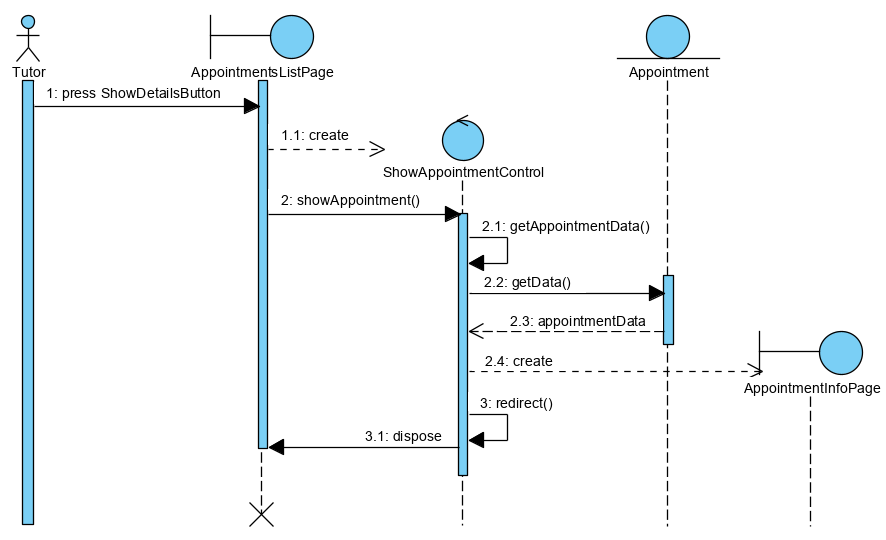 Tutor
AppointmentsListPage
Appointment
1: press ShowDetailsButton
1.1: create
ShowAppointmentControl
2: showAppointment()
2.1: getAppointmentData()
2.2: getData()
2.3: appointmentData
2.4: create
AppointmentInfoPage
3: redirect()
3.1: dispose